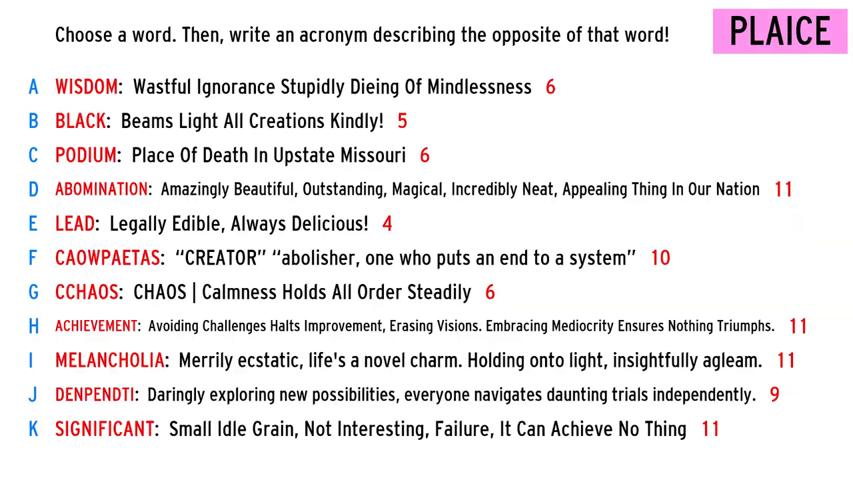 Choose a word. Then, write an acronym describing the opposite of that word!
PLAICE
A WISDOM: Wastful Ignorance Stupidly Dieing Of Mindlessness 6
B BLACK: Beams Light All Creations Kindly! 5
C PODIUM: Place Of Death In Upstate Missouri 6
D ABOMINATION: Amazingly Beautiful, Outstanding, Magical, Incredibly Neat, Appealing Thing In Our Nation 11
E LEAD: Legally Edible, Always Delicious! 4
F CAOWPAETAS: “CREATOR” “abolisher, one who puts an end to a system” 10
G CCHAOS: CHAOS | Calmness Holds All Order Steadily 6
H ACHIEVEMENT: Avoiding Challenges Halts Improvement, Erasing Visions. Embracing Mediocrity Ensures Nothing Triumphs. 11
I MELANCHOLIA: Merrily ecstatic, life's a novel charm. Holding onto light, insightfully agleam. 11
J DENPENDTI: Daringly exploring new possibilities, everyone navigates daunting trials independently. 9
K SIGNIFICANT: Small Idle Grain, Not Interesting, Failure, It Can Achieve No Thing 11